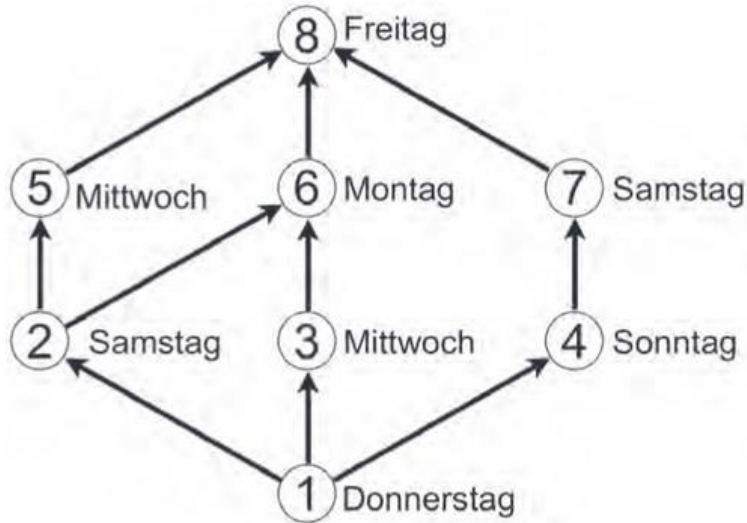 8 Freitag
5 Mittwoch 6 Montag 7 Samstag
2 Samstag 3 Mittwoch 4 Sonntag
1 Donnerstag